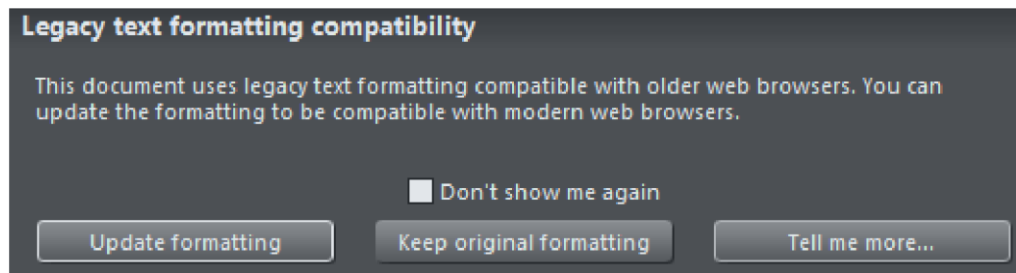 Legacy text formatting compatibility
This document uses legacy text formatting compatible with older web browsers. You can
update the formatting to be compatible with modern web browsers.
Don't show me again
Update formatting
Keep original formatting
Tell me more...